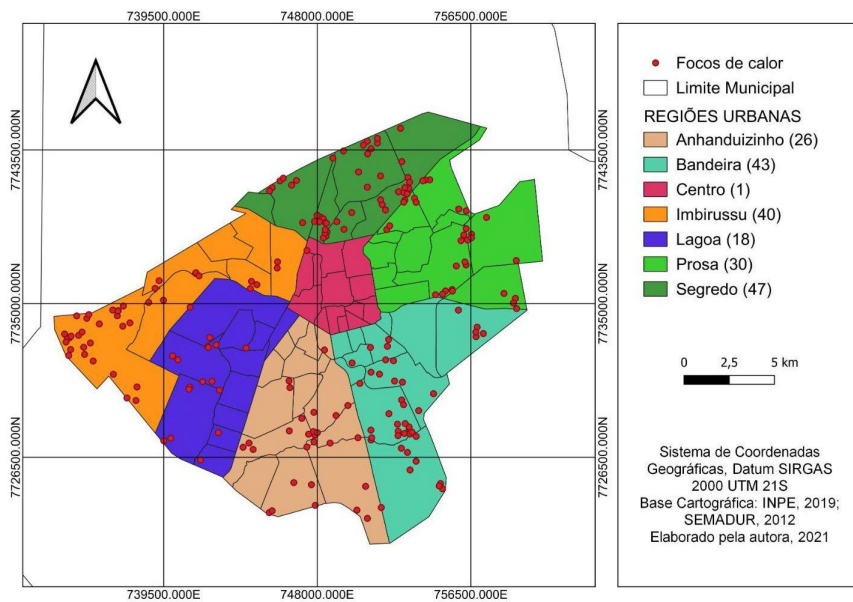 739500.000E 748000.000E 756500.000E
7743500.000N 7743500.000N
7735000.000N 7735000.000N
7726500.000N 7726500.000N
739500.000E 748000.000E 756500.000E
Focos de calor
Limite Municipal
REGIÕES URBANAS
Anhanduizinho (26)
Bandeira (43)
Centro (1)
Imbirussu (40)
Lagoa (18)
Prosa (30)
Segredo (47)
0 2,5 5 km
Sistema de Coordenadas
Geográficas, Datum SIRGAS
2000 UTM 21S
Base Cartográfica: INPE, 2019;
SEMADUR, 2012
Elaborado pela autora, 2021